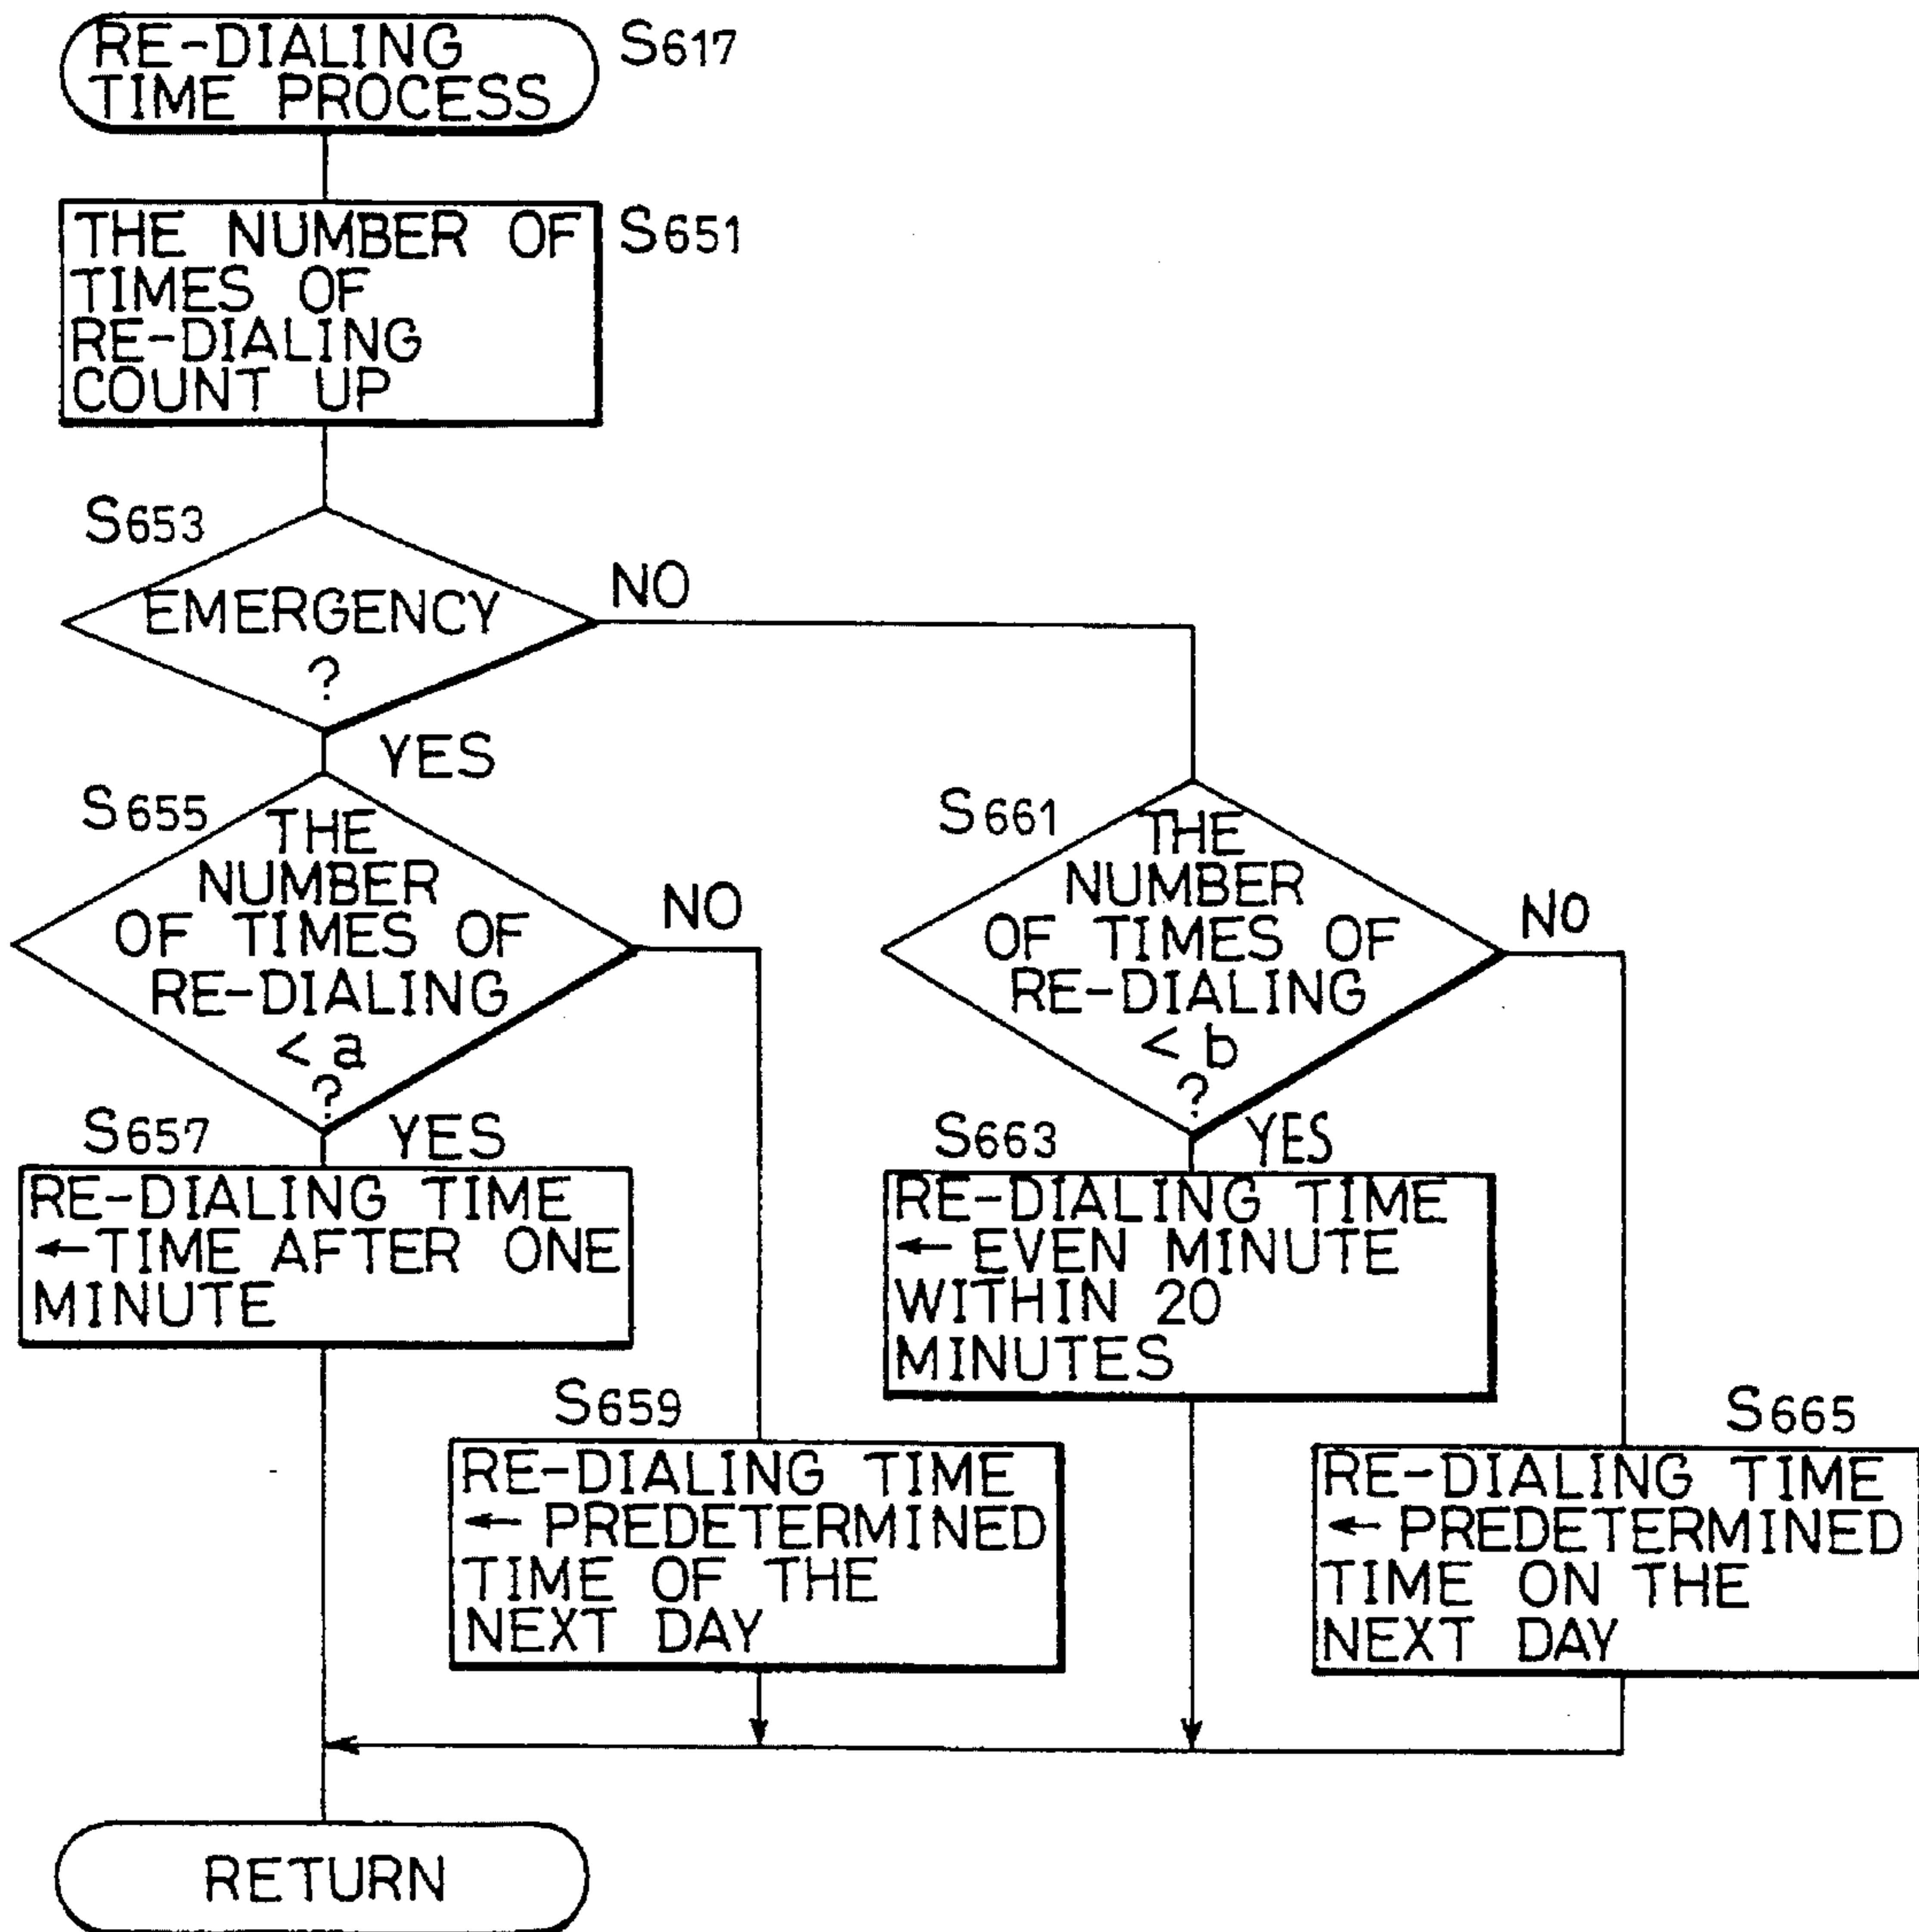 RE-DIALING
TIME PROCESS
S617
THE NUMBER OF
TIMES OF
RE-DIALING
COUNT UP
S651
S653
EMERGENCY
?
NO
YES
S655
THE
NUMBER
OF TIMES OF
RE-DIALING
< a
?
NO
YES
S661
THE
NUMBER
OF TIMES OF
RE-DIALING
< b
?
NO
YES
S657
RE-DIALING TIME
← TIME AFTER ONE
MINUTE
S663
RE-DIALING TIME
← EVEN MINUTE
WITHIN 20
MINUTES
S659
RE-DIALING TIME
← PREDETERMINED
TIME OF THE
NEXT DAY
S665
RE-DIALING TIME
← PREDETERMINED
TIME ON THE
NEXT DAY
RETURN